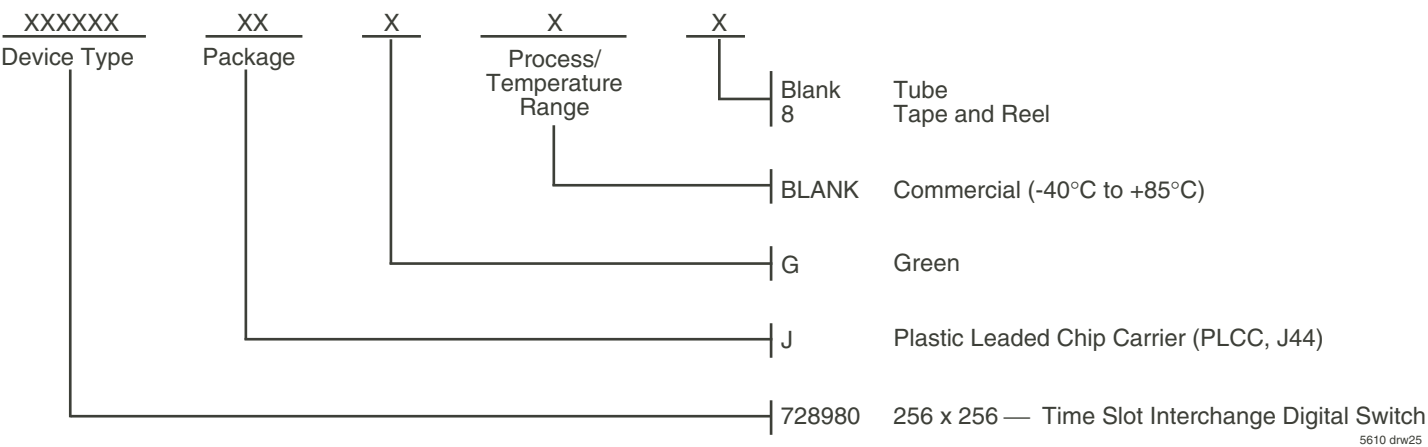 XXXXXX XX X X X
Device Type Package Process/
Temperature
Range
Blank Tube
8 Tape and Reel
BLANK Commercial (-40°C to +85°C)
G Green
J Plastic Leaded Chip Carrier (PLCC, J44)
728980 256 x 256 — Time Slot Interchange Digital Switch
5610 drw25